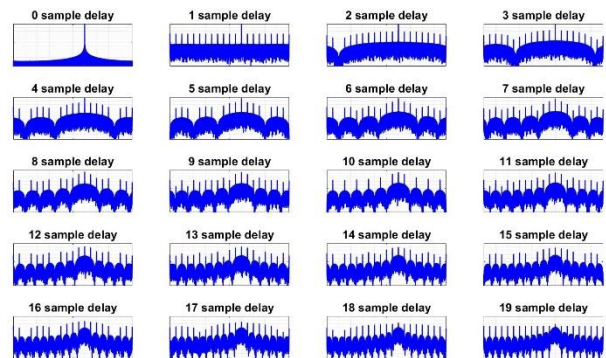 0 sample delay
1 sample delay
2 sample delay
3 sample delay
4 sample delay
5 sample delay
6 sample delay
7 sample delay
8 sample delay
9 sample delay
10 sample delay
11 sample delay
12 sample delay
13 sample delay
14 sample delay
15 sample delay
16 sample delay
17 sample delay
18 sample delay
19 sample delay